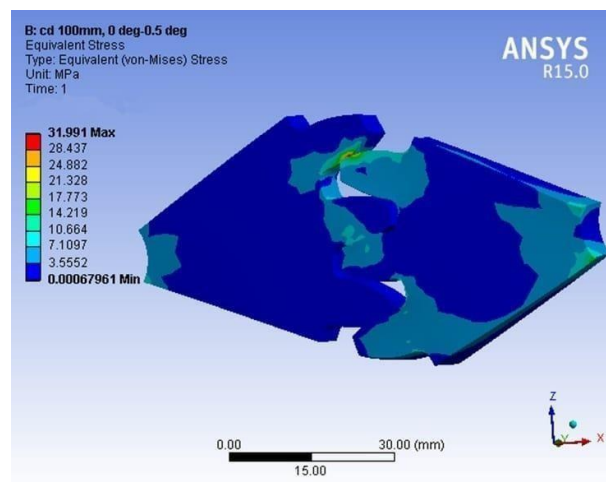 B: cd 100mm, 0 deg-0.5 deg
Equivalent Stress
Type: Equivalent (von-Mises) Stress
Unit: MPa
Time: 1
ANSYS
R15.0
31.991 Max
28.437
24.882
21.328
17.773
14.219
10.664
7.1097
3.5552
0.00067961 Min
0.00
30.00 (mm)
15.00
Z
Y
X